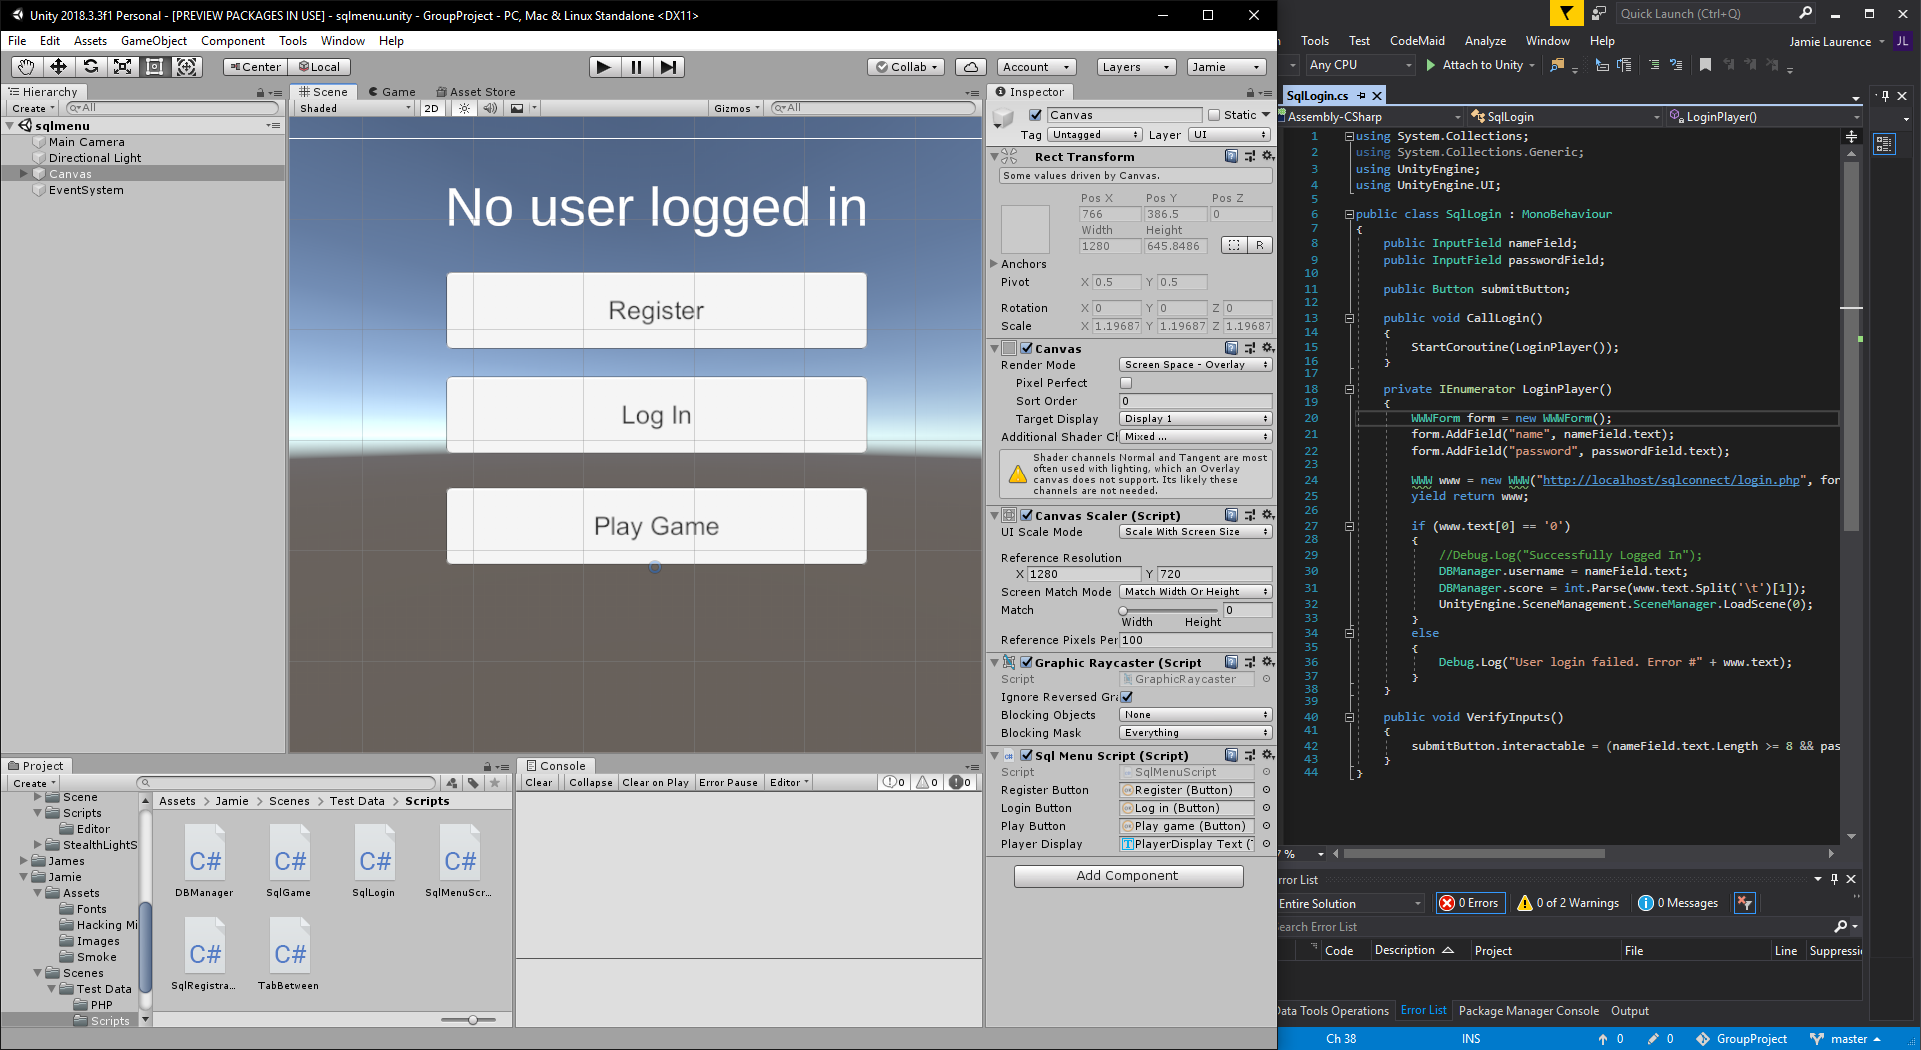 Unity 2018.3.3f1 Personal - [PREVIEW PACKAGES IN USE] - sqlmenu.unity - GroupProject - PC, Mac & Linux Standalone <DX11>
File Edit Assets GameObject Component Tools Window Help
Center Local
Collab Account Layers Jamie
Hierarchy
Create All
sqlmenu
Main Camera
Directional Light
Canvas
EventSystem
Scene Game Asset Store
Shaded 2D Gizmos All
No user logged in
Register
Log In
Play Game
Inspector
Canvas Static
Tag Untagged Layer UI
Rect Transform
Some values driven by Canvas.
Pos X Pos Y Pos Z
766 386.5 0
Width Height
1280 645.8486 R
Anchors
Pivot X 0.5 Y 0.5
Rotation X 0 Y 0 Z 0
Scale X 1.19687 Y 1.19687 Z 1.19687
Canvas
Render Mode Screen Space - Overlay
Pixel Perfect
Sort Order 0
Target Display Display 1
Additional Shader Ch Mixed ...
Shader channels Normal and Tangent are most
often used with lighting, which an Overlay
canvas does not support. Its likely these
channels are not needed.
Canvas Scaler (Script)
UI Scale Mode Scale With Screen Size
Reference Resolution
X 1280 Y 720
Screen Match Mode Match Width Or Height
Match 0
Width Height
Reference Pixels Per 100
Graphic Raycaster (Script
Script GraphicRaycaster
Ignore Reversed Gra
Blocking Objects None
Blocking Mask Everything
Sql Menu Script (Script)
Script SqlMenuScript
Register Button Register (Button)
Login Button Log in (Button)
Play Button Play game (Button)
Player Display PlayerDisplay Text (
Add Component
Project
Create
Scene
Scripts
Editor
StealthLightS
James
Jamie
Assets
Fonts
Hacking Mi
Images
Smoke
Scenes
Test Data
PHP
Scripts
Assets > Jamie > Scenes > Test Data > Scripts
C# C# C# C#
DBManager SqlGame SqlLogin SqlMenuScr...
C# C#
SqlRegistra... TabBetween
Console
Clear Collapse Clear on Play Error Pause Editor 0 0 0
Quick Launch (Ctrl+Q)
Tools Test CodeMaid Analyze Window Help Jamie Laurence JL
Any CPU Attach to Unity
SqlLogin.cs
Assembly-CSharp SqlLogin LoginPlayer()
1 using System.Collections;
2 using System.Collections.Generic;
3 using UnityEngine;
4 using UnityEngine.UI;
5
6 public class SqlLogin : MonoBehaviour
7 {
8 public InputField nameField;
9 public InputField passwordField;
10
11 public Button submitButton;
12
13 public void CallLogin()
14 {
15 StartCoroutine(LoginPlayer());
16 }
17
18 private IEnumerator LoginPlayer()
19 {
20 WWWForm form = new WWWForm();
21 form.AddField("name", nameField.text);
22 form.AddField("password", passwordField.text);
23
24 WWW www = new WWW("http://localhost/sqlconnect/login.php", for
25 yield return www;
26
27 if (www.text[0] == '0')
28 {
29 //Debug.Log("Successfully Logged In");
30 DBManager.username = nameField.text;
31 DBManager.score = int.Parse(www.text.Split('\t')[1]);
32 UnityEngine.SceneManagement.SceneManager.LoadScene(0);
33 }
34 else
35 {
36 Debug.Log("User login failed. Error #" + www.text);
37 }
38 }
39
40 public void VerifyInputs()
41 {
42 submitButton.interactable = (nameField.text.Length >= 8 && pas
43 }
44 }
7 %
rror List
Entire Solution 0 Errors 0 of 2 Warnings 0 Messages
earch Error List
Code Description Project File Line Suppressi
Data Tools Operations Error List Package Manager Console Output
Ch 38 INS 0 0 GroupProject master